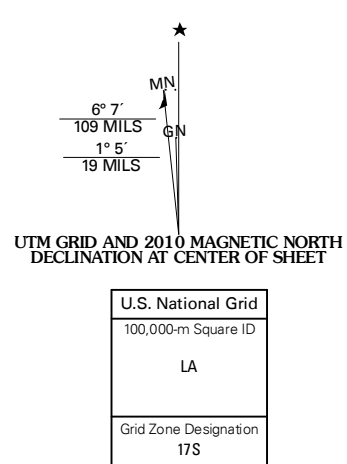 ★
MN
6° 7´
109 MILS
GN
1° 5´
19 MILS
UTM GRID AND 2010 MAGNETIC NORTH
DECLINATION AT CENTER OF SHEET
U.S. National Grid
100,000-m Square ID
LA
Grid Zone Designation
17S